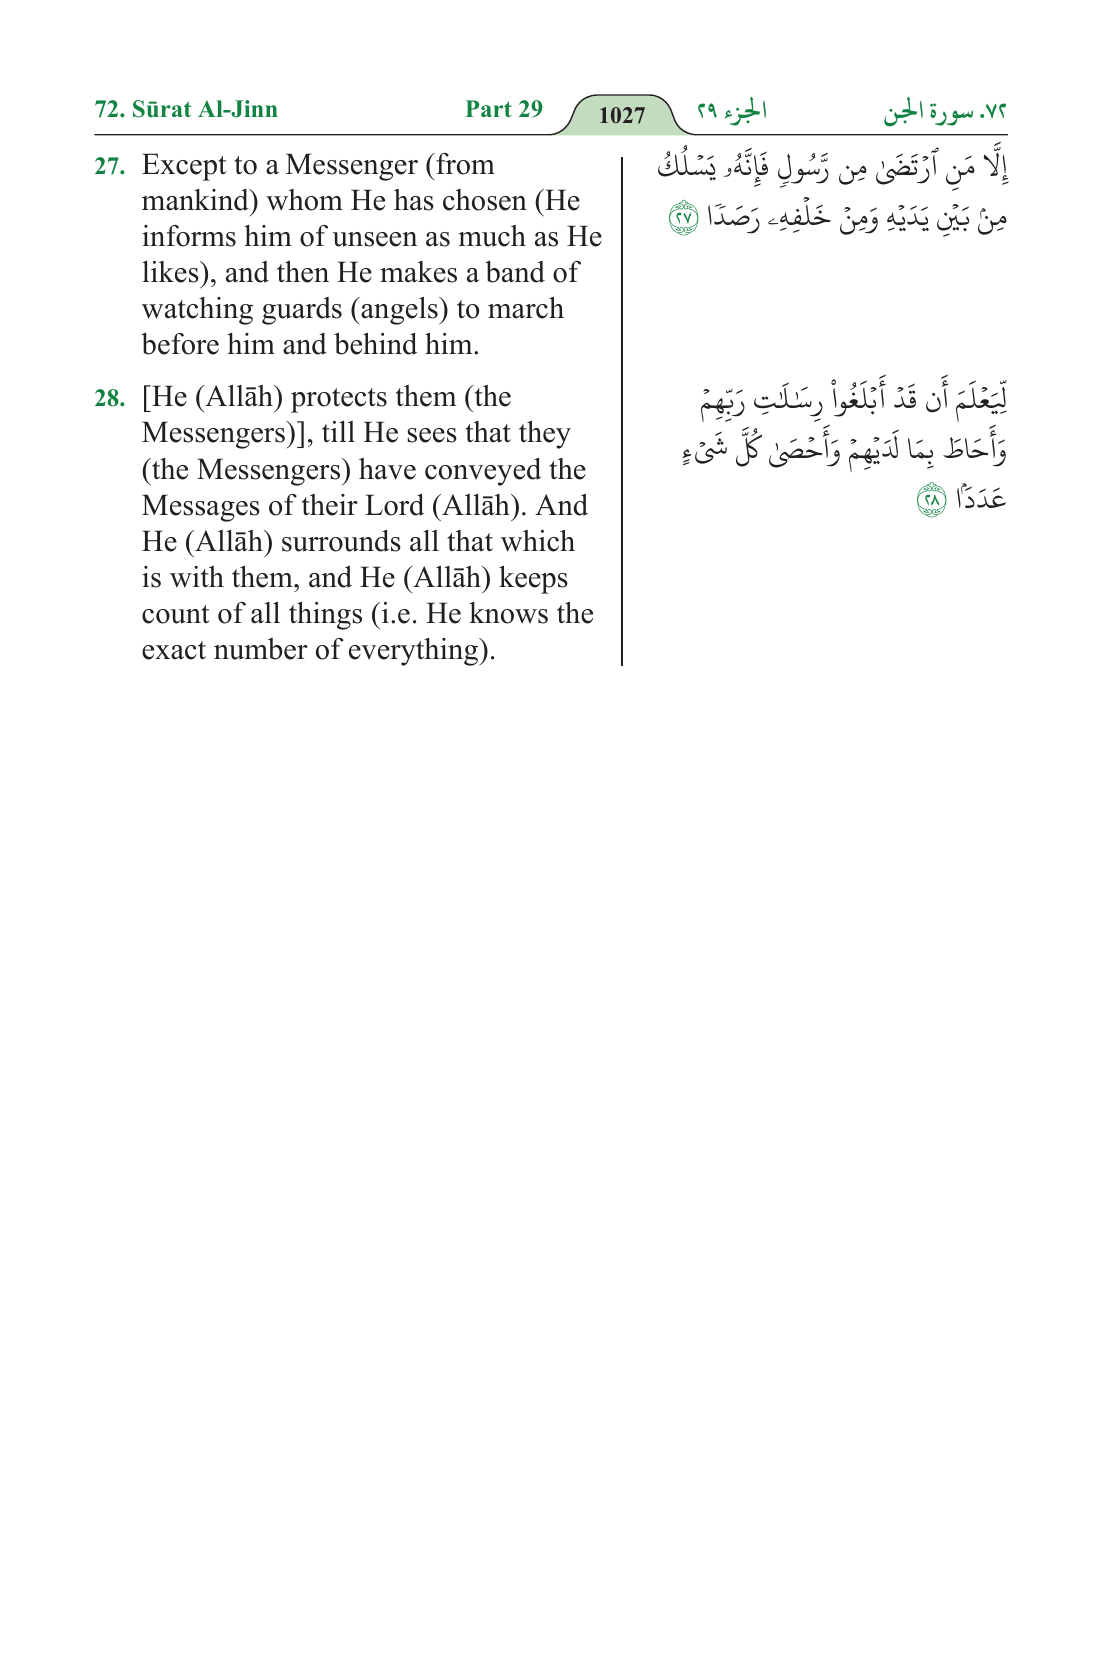 72. Sūrat Al-Jinn Part 29 1027 الجزء ٢٩ ٧٢. سورة الجن
27. Except to a Messenger (from
mankind) whom He has chosen (He
informs him of unseen as much as He
likes), and then He makes a band of
watching guards (angels) to march
before him and behind him.
إِلَّا مَنِ ٱرۡتَضَىٰ مِن رَّسُولٖ فَإِنَّهُۥ يَسۡلُكُ
مِنۢ بَيۡنِ يَدَيۡهِ وَمِنۡ خَلۡفِهِۦ رَصَدٗا ٢٧
28. [He (Allāh) protects them (the
Messengers)], till He sees that they
(the Messengers) have conveyed the
Messages of their Lord (Allāh). And
He (Allāh) surrounds all that which
is with them, and He (Allāh) keeps
count of all things (i.e. He knows the
exact number of everything).
لِّيَعۡلَمَ أَن قَدۡ أَبۡلَغُواْ رِسَٰلَٰتِ رَبِّهِمۡ
وَأَحَاطَ بِمَا لَدَيۡهِمۡ وَأَحۡصَىٰ كُلَّ شَيۡءٍ
عَدَدَۢا ٢٨